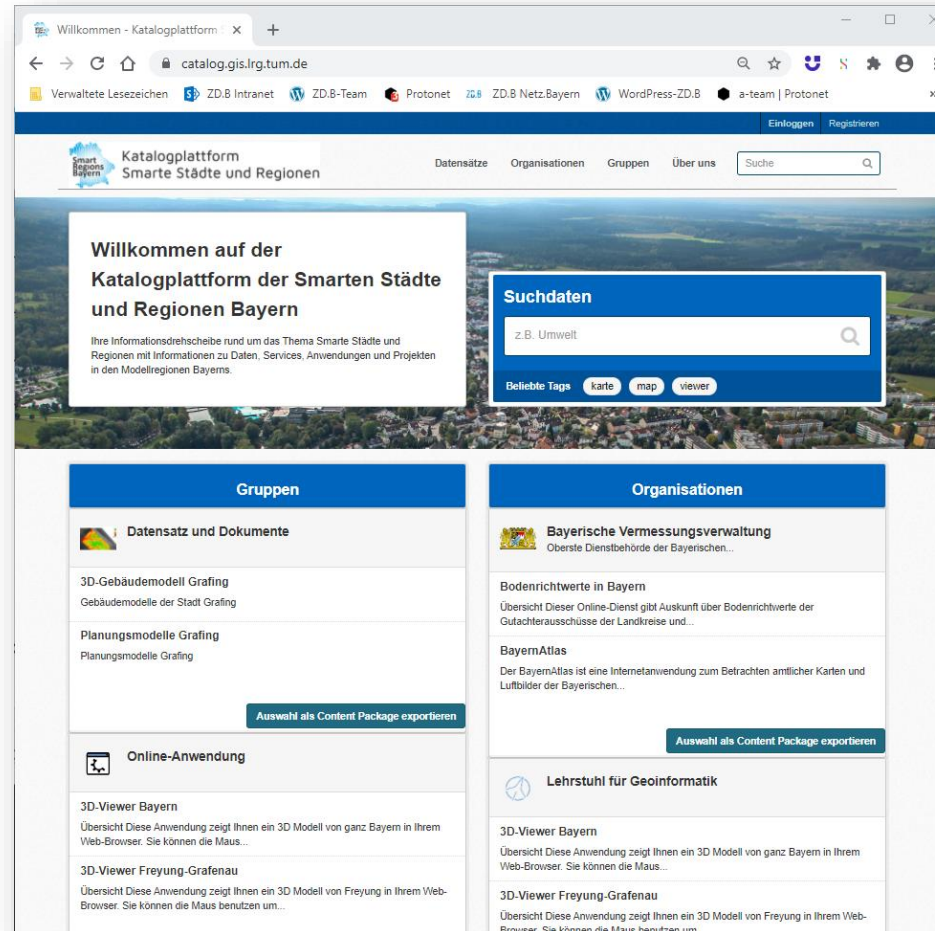 Willkommen - Katalogplattform
catalog.gis.lrg.tum.de
Verwaltete Lesezeichen
ZD.B Intranet
ZD.B-Team
Protonet
ZD.B Netz.Bayern
WordPress-ZD.B
a-team | Protonet
Einloggen
Registrieren
Smart
Regions
Bayern
Katalogplattform
Smarte Städte und Regionen
Datensätze
Organisationen
Gruppen
Über uns
Suche
Willkommen auf der
Katalogplattform der Smarten Städte
und Regionen Bayern
Ihre Informationsdrehscheibe rund um das Thema Smarte Städte und
Regionen mit Informationen zu Daten, Services, Anwendungen und Projekten
in den Modellregionen Bayerns.
Suchdaten
z.B. Umwelt
Beliebte Tags
karte
map
viewer
Gruppen
Datensatz und Dokumente
3D-Gebäudemodell Grafing
Gebäudemodelle der Stadt Grafing
Planungsmodelle Grafing
Planungsmodelle Grafing
Auswahl als Content Package exportieren
Online-Anwendung
3D-Viewer Bayern
Übersicht Diese Anwendung zeigt Ihnen ein 3D Modell von ganz Bayern in Ihrem
Web-Browser. Sie können die Maus...
3D-Viewer Freyung-Grafenau
Übersicht Diese Anwendung zeigt Ihnen ein 3D Modell von Freyung in Ihrem Web-
Browser. Sie können die Maus benutzen um...
Organisationen
Bayerische Vermessungsverwaltung
Oberste Dienstbehörde der Bayerischen...
Bodenrichtwerte in Bayern
Übersicht Dieser Online-Dienst gibt Auskunft über Bodenrichtwerte der
Gutachterausschüsse der Landkreise und...
BayernAtlas
Der BayernAtlas ist eine Internetanwendung zum Betrachten amtlicher Karten und
Luftbilder der Bayerischen...
Auswahl als Content Package exportieren
Lehrstuhl für Geoinformatik
3D-Viewer Bayern
Übersicht Diese Anwendung zeigt Ihnen ein 3D Modell von ganz Bayern in Ihrem
Web-Browser. Sie können die Maus...
3D-Viewer Freyung-Grafenau
Übersicht Diese Anwendung zeigt Ihnen ein 3D Modell von Freyung in Ihrem Web-
Browser. Sie können die Maus benutzen um...